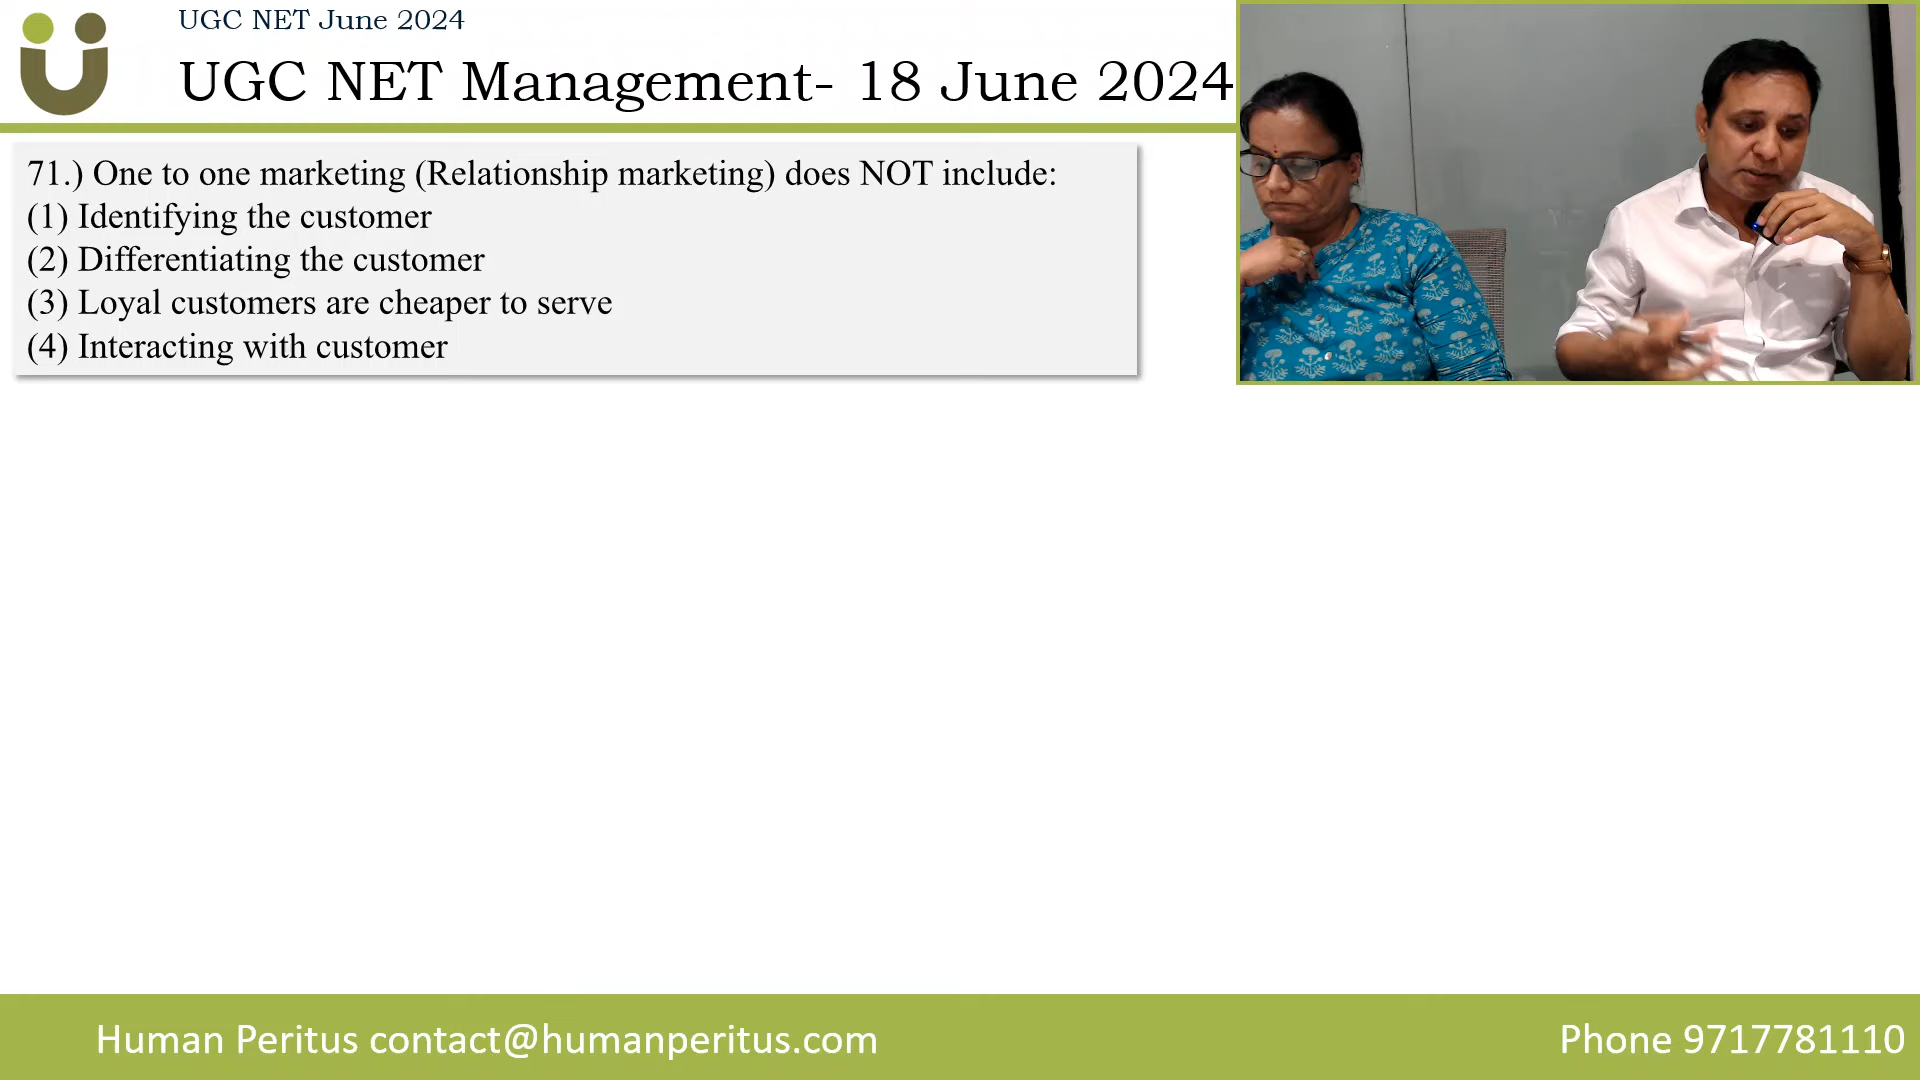 UGC NET June 2024
UGC NET Management- 18 June 2024
71.) One to one marketing (Relationship marketing) does NOT include:
(1) Identifying the customer
(2) Differentiating the customer
(3) Loyal customers are cheaper to serve
(4) Interacting with customer
Human Peritus contact@humanperitus.com
Phone 9717781110